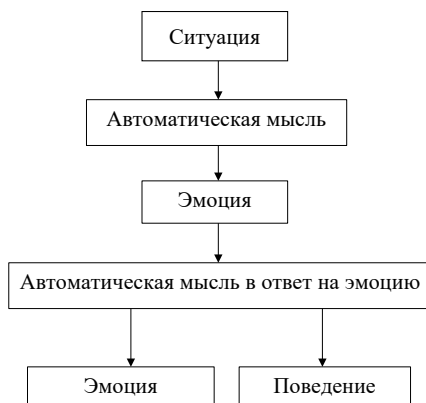 Ситуация
Автоматическая мысль
Эмоция
Автоматическая мысль в ответ на эмоцию
Эмоция
Поведение